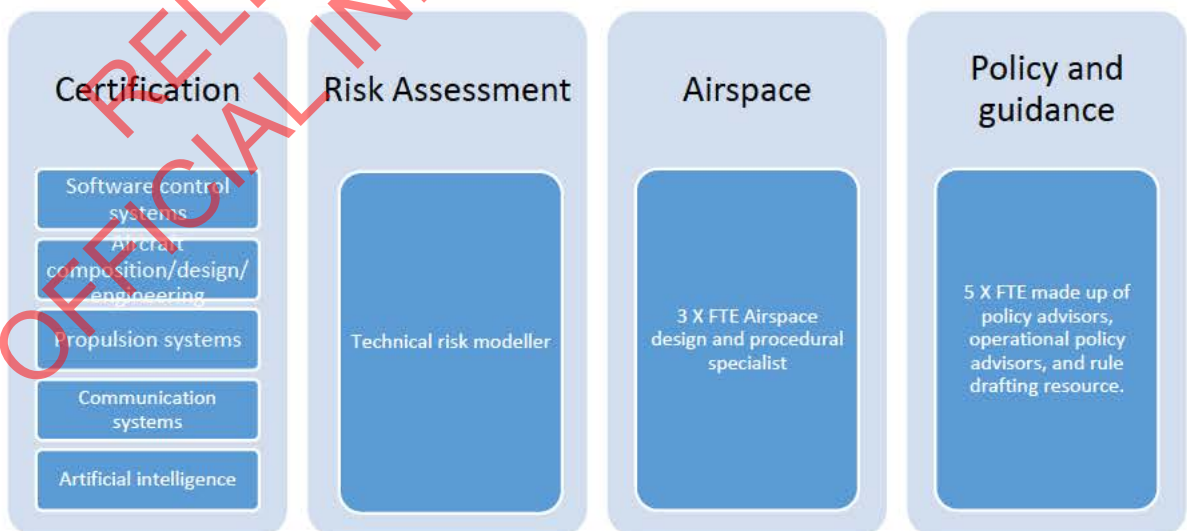 Certification
Software control
systems
Aircraft
composition/design/
engineering
Propulsion systems
Communication
systems
Artificial intelligence
Risk Assessment
Technical risk modeller
Airspace
3 X FTE Airspace
design and procedural
specialist
Policy and
guidance
5 X FTE made up of
policy advisors,
operational policy
advisors, and rule
drafting resource.
OFFICIAL